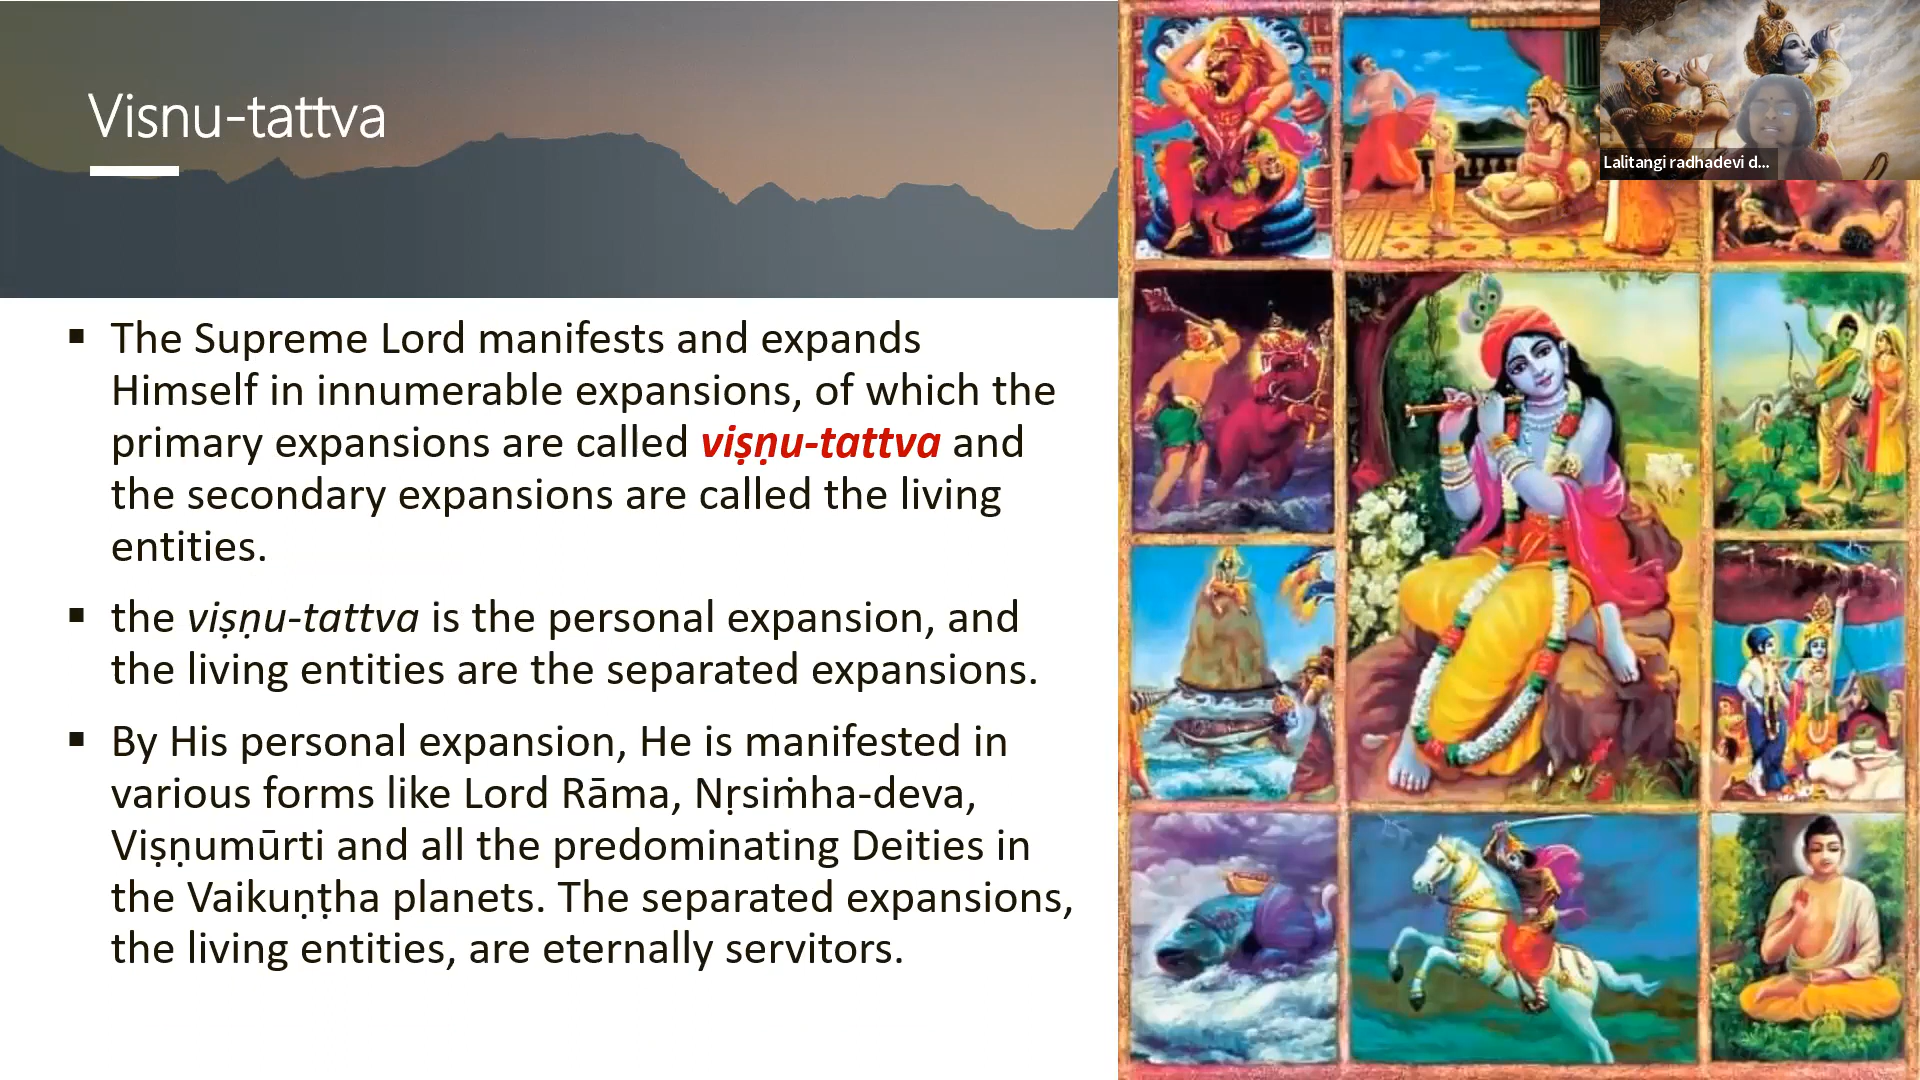 Visnu-tattva
Lalitangi radhadevi d...
▪ The Supreme Lord manifests and expands
Himself in innumerable expansions, of which the
primary expansions are called viṣṇu-tattva and
the secondary expansions are called the living
entities.
▪ the viṣṇu-tattva is the personal expansion, and
the living entities are the separated expansions.
▪ By His personal expansion, He is manifested in
various forms like Lord Rāma, Nṛsiṁha-deva,
Viṣṇumūrti and all the predominating Deities in
the Vaikuṇṭha planets. The separated expansions,
the living entities, are eternally servitors.